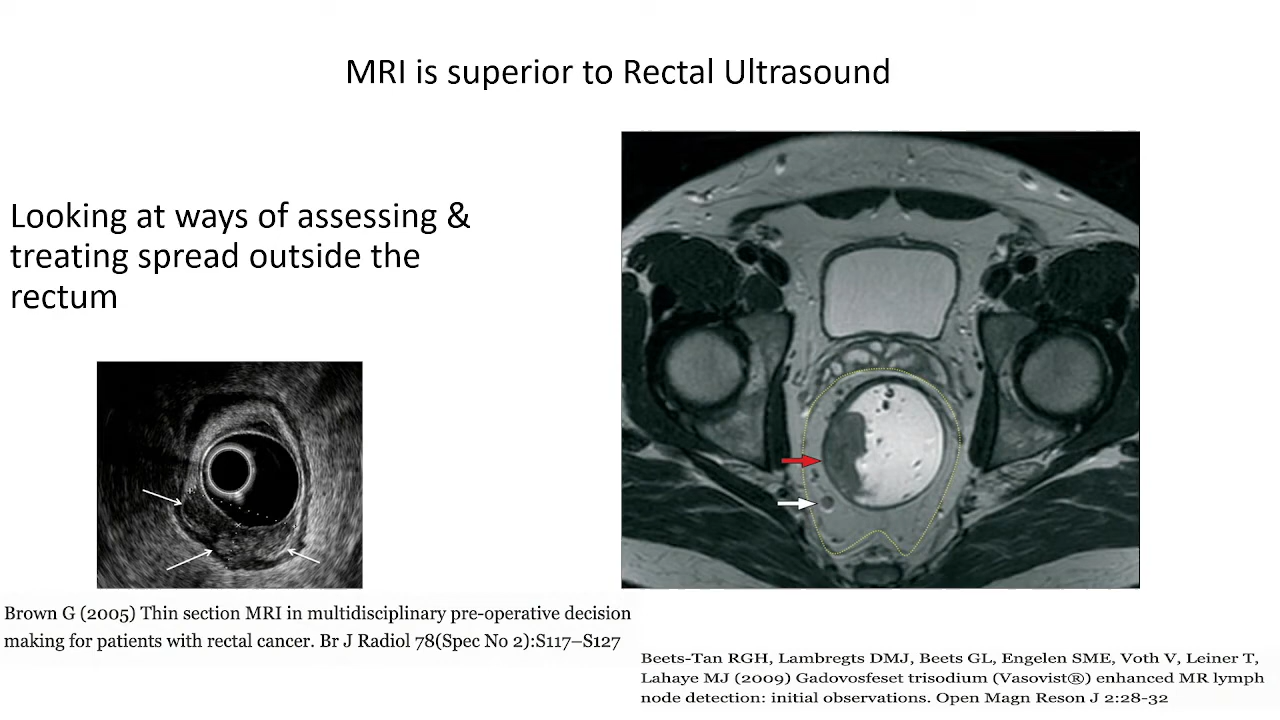 MRI is superior to Rectal Ultrasound
Looking at ways of assessing &
treating spread outside the
rectum
Brown G (2005) Thin section MRI in multidisciplinary pre-operative decision
making for patients with rectal cancer. Br J Radiol 78(Spec No 2):S117–S127
Beets-Tan RGH, Lambregts DMJ, Beets GL, Engelen SME, Voth V, Leiner T,
Lahaye MJ (2009) Gadovosfeset trisodium (Vasovist®) enhanced MR lymph
node detection: initial observations. Open Magn Reson J 2:28-32